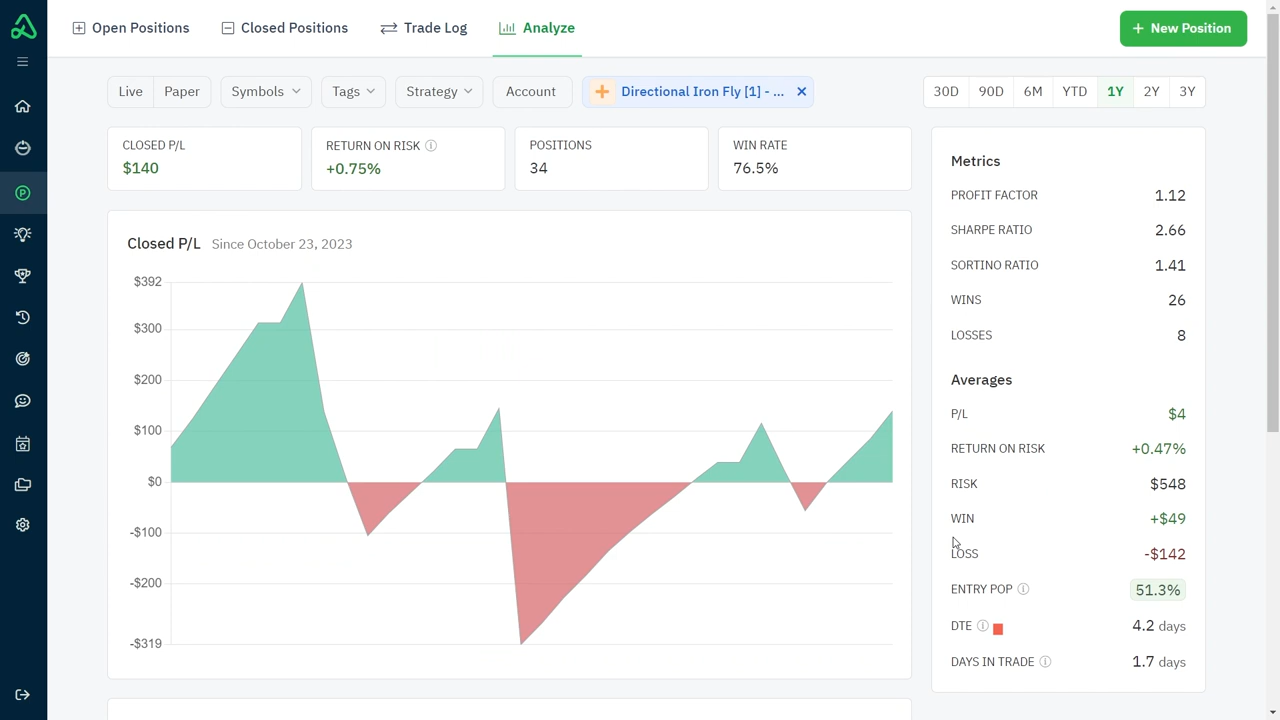 Open Positions
Closed Positions
Trade Log
Analyze
+ New Position
Live
Paper
Symbols
Tags
Strategy
Account
Directional Iron Fly [1] - ...
30D
90D
6M
YTD
1Y
2Y
3Y
CLOSED P/L
$140
RETURN ON RISK
+0.75%
POSITIONS
34
WIN RATE
76.5%
Closed P/L Since October 23, 2023
$392
$300
$200
$100
$0
-$100
-$200
-$319
Metrics
PROFIT FACTOR 1.12
SHARPE RATIO 2.66
SORTINO RATIO 1.41
WINS 26
LOSSES 8
Averages
P/L $4
RETURN ON RISK +0.47%
RISK $548
WIN +$49
LOSS -$142
ENTRY POP 51.3%
DTE 4.2 days
DAYS IN TRADE 1.7 days